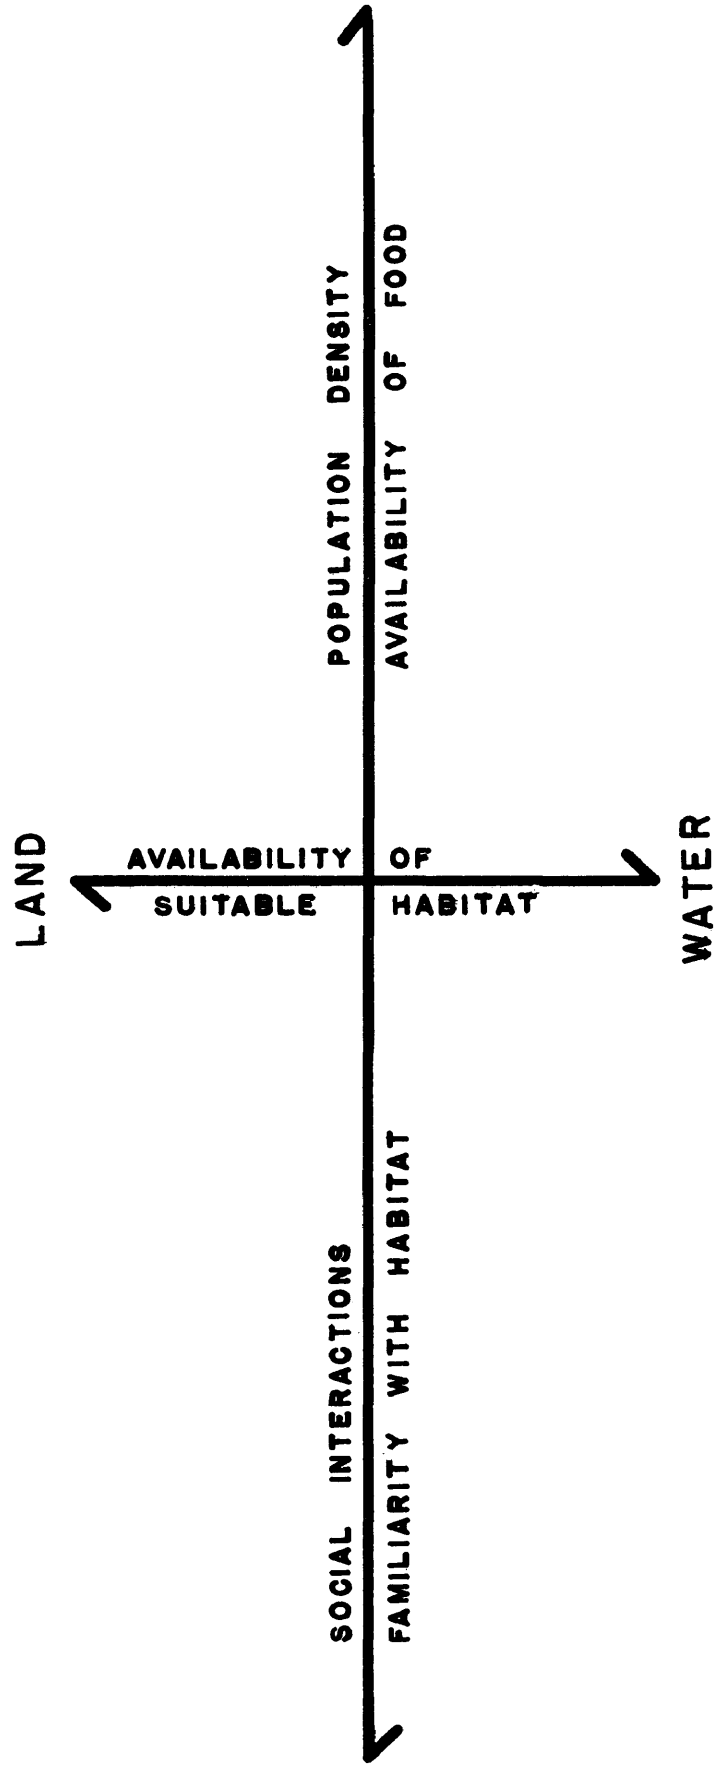 POPULATION DENSITY
AVAILABILITY OF FOOD
LAND
AVAILABILITY OF
SUITABLE HABITAT
WATER
SOCIAL INTERACTIONS
FAMILIARITY WITH HABITAT